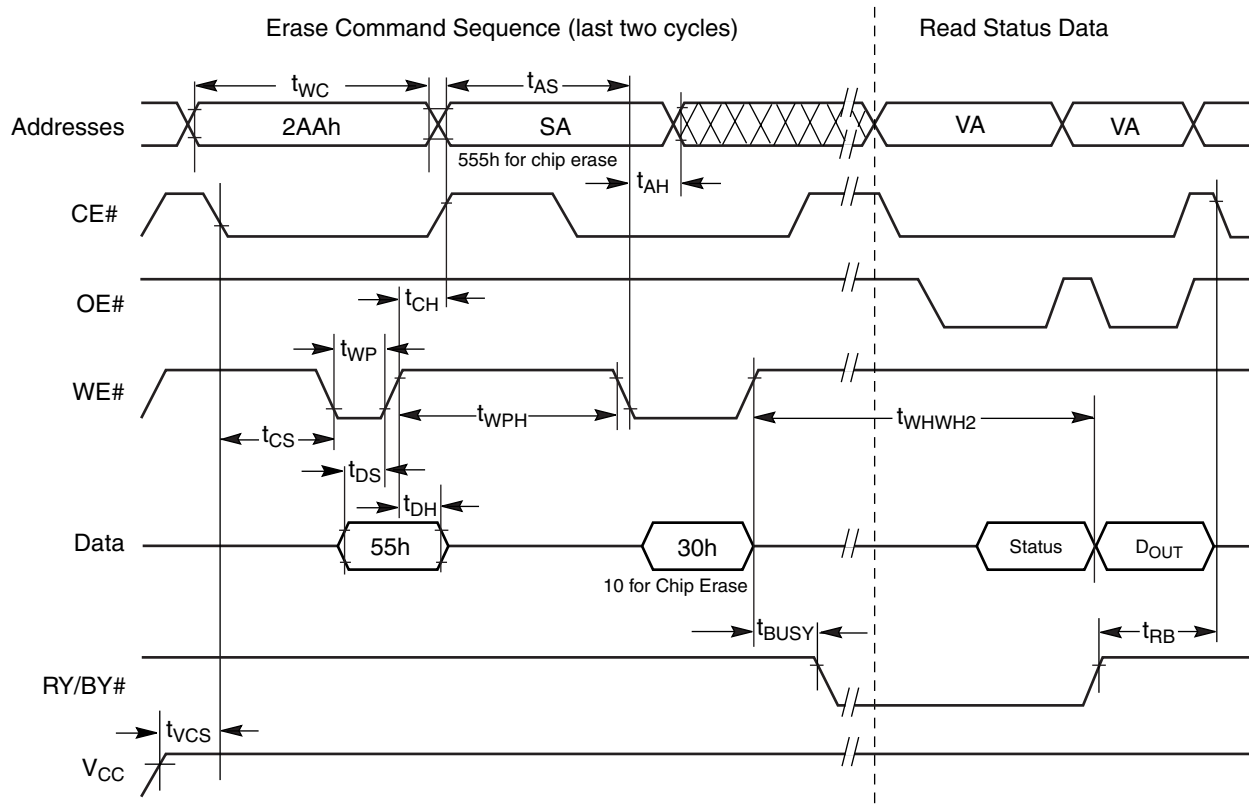 Erase Command Sequence (last two cycles)
Read Status Data
tWC
tAS
Addresses
2AAh
SA
VA
VA
555h for chip erase
tAH
CE#
OE#
tCH
tWP
WE#
tWPH
tWHWH2
tCS
tDS
tDH
Data
55h
30h
Status
DOUT
10 for Chip Erase
tBUSY
tRB
RY/BY#
tVCS
VCC